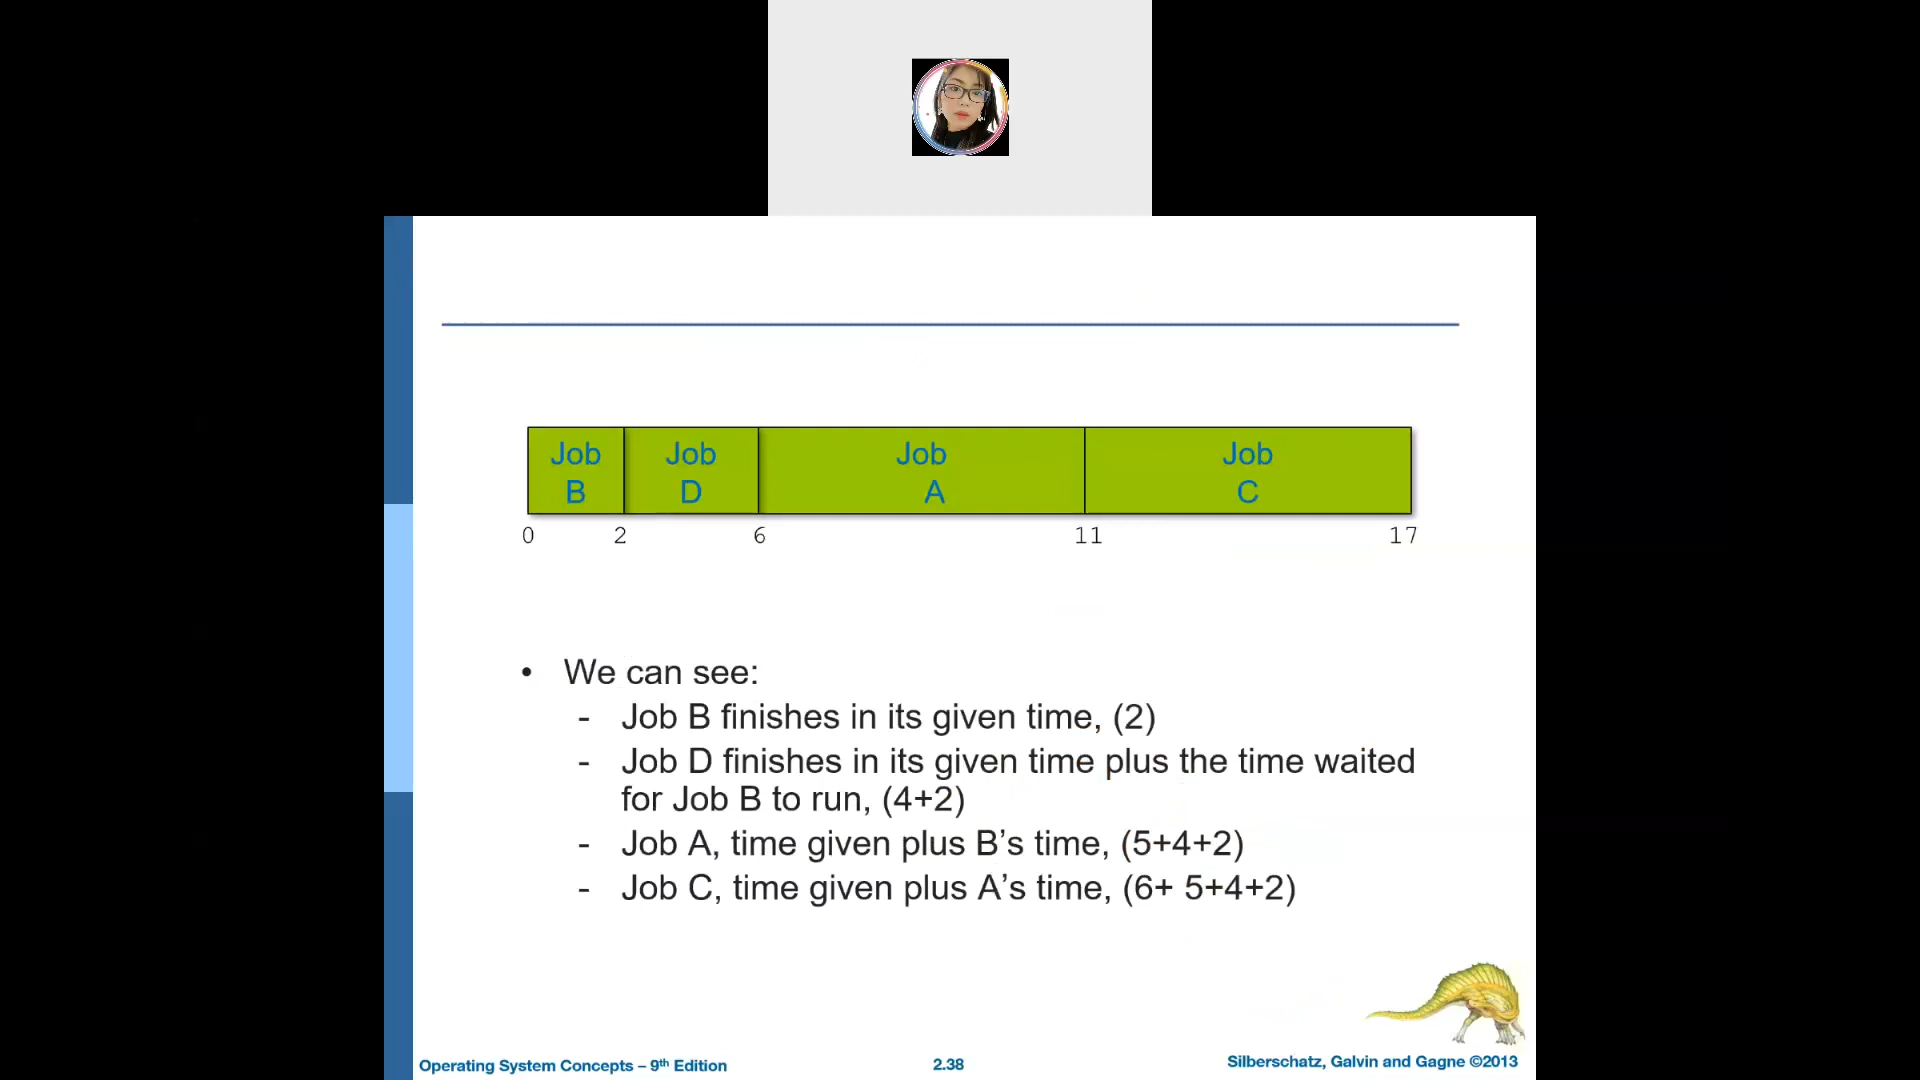 Job Job Job Job
B D A C
0 2 6 11 17
• We can see:
- Job B finishes in its given time, (2)
- Job D finishes in its given time plus the time waited
for Job B to run, (4+2)
- Job A, time given plus B’s time, (5+4+2)
- Job C, time given plus A’s time, (6+ 5+4+2)
Operating System Concepts – 9th Edition 2.38 Silberschatz, Galvin and Gagne ©2013